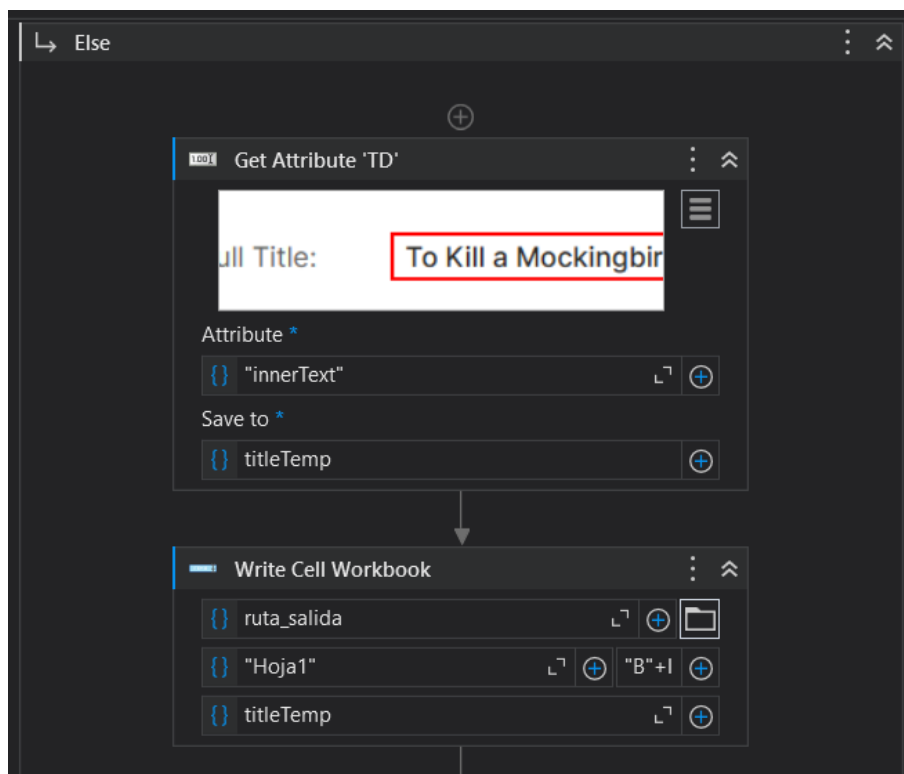 Else
Get Attribute 'TD'
ull Title: To Kill a Mockingbir
Attribute *
{} "innerText"
Save to *
{} titleTemp
Write Cell Workbook
{} ruta_salida
{} "Hoja1" "B"+I
{} titleTemp